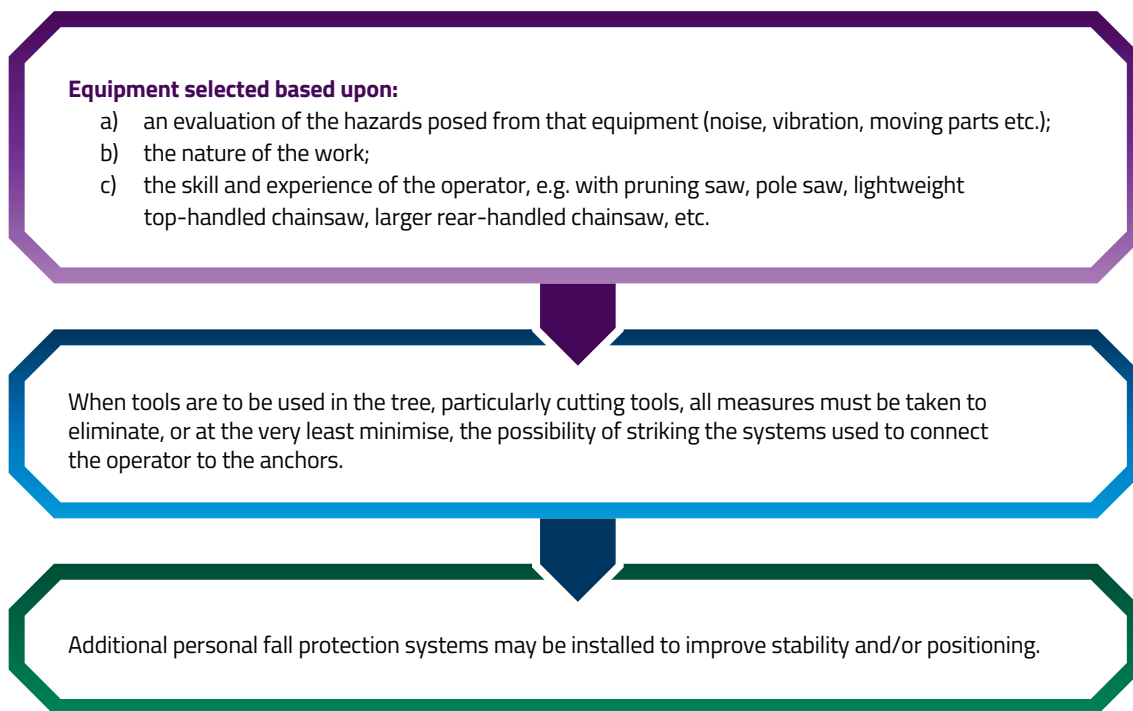 Equipment selected based upon:
a) an evaluation of the hazards posed from that equipment (noise, vibration, moving parts etc.);
b) the nature of the work;
c) the skill and experience of the operator, e.g. with pruning saw, pole saw, lightweight
top-handled chainsaw, larger rear-handled chainsaw, etc.
When tools are to be used in the tree, particularly cutting tools, all measures must be taken to
eliminate, or at the very least minimise, the possibility of striking the systems used to connect
the operator to the anchors.
Additional personal fall protection systems may be installed to improve stability and/or positioning.